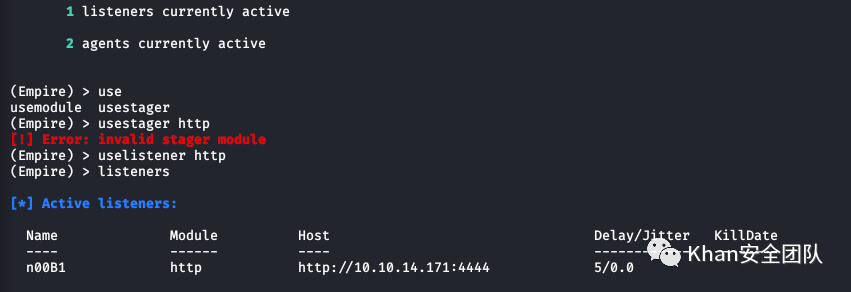 1 listeners currently active
2 agents currently active
(Empire) > use
usemodule  usestager
(Empire) > usestager http
[!] Error: invalid stager module
(Empire) > uselistener http
(Empire) > listeners
[*] Active listeners:
Name  Module  Host  Delay/Jitter  KillDate
----  ------  ----  ------------  --------
n00B1  http  http://10.10.14.171:4444  5/0.0
Khan安全团队